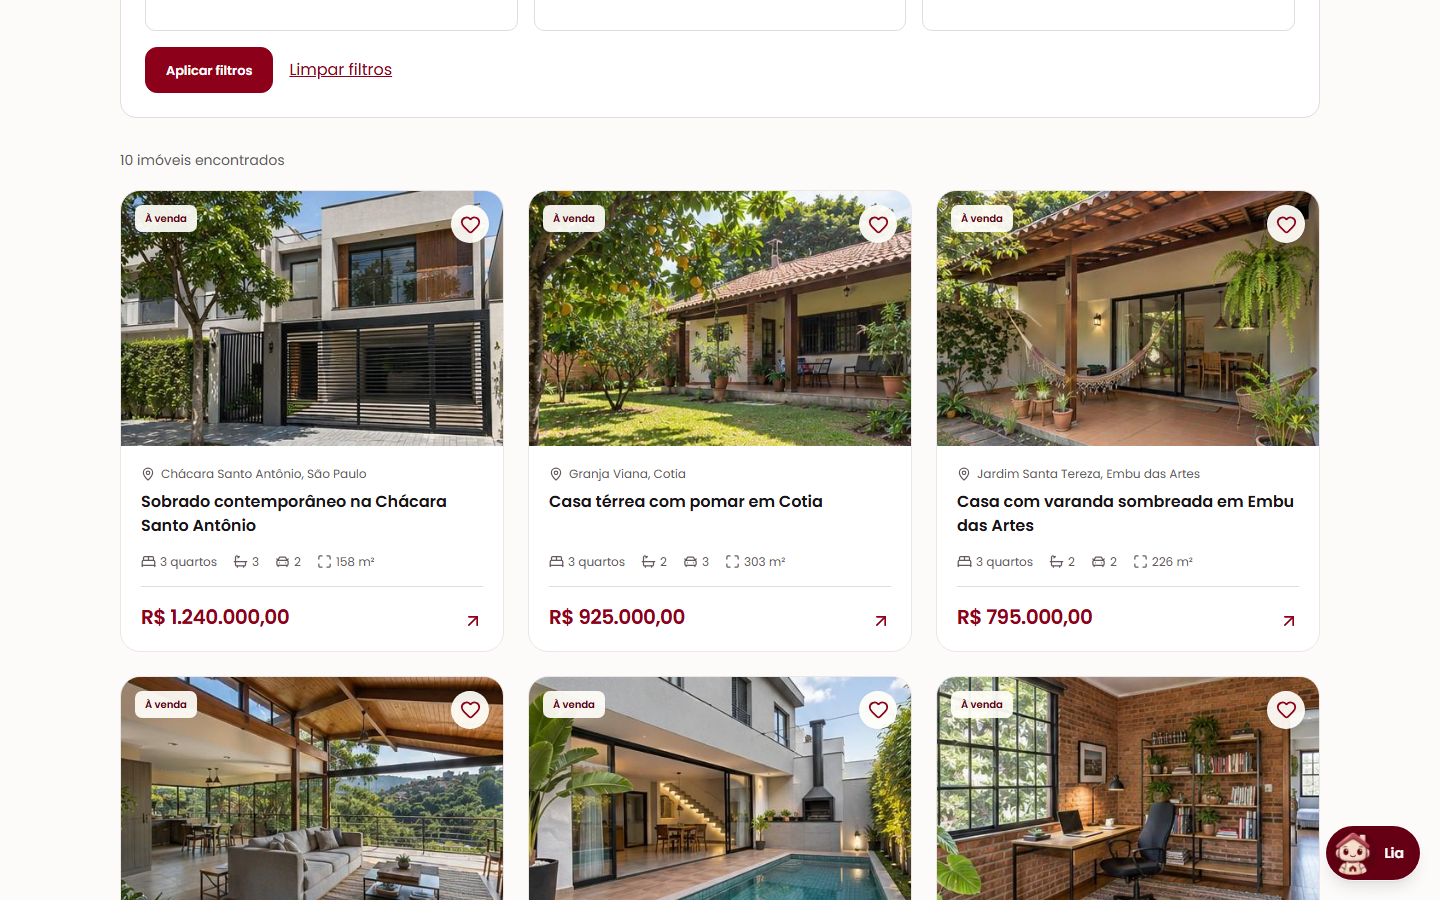 Aplicar filtros
Limpar filtros
10 imóveis encontrados
À venda
À venda
À venda
Chácara Santo Antônio, São Paulo
Sobrado contemporâneo na Chácara
Santo Antônio
3 quartos 3 2 158 m²
R$ 1.240.000,00
Granja Viana, Cotia
Casa térrea com pomar em Cotia
3 quartos 2 3 303 m²
R$ 925.000,00
Jardim Santa Tereza, Embu das Artes
Casa com varanda sombreada em Embu
das Artes
3 quartos 2 2 226 m²
R$ 795.000,00
À venda
À venda
À venda
Lia